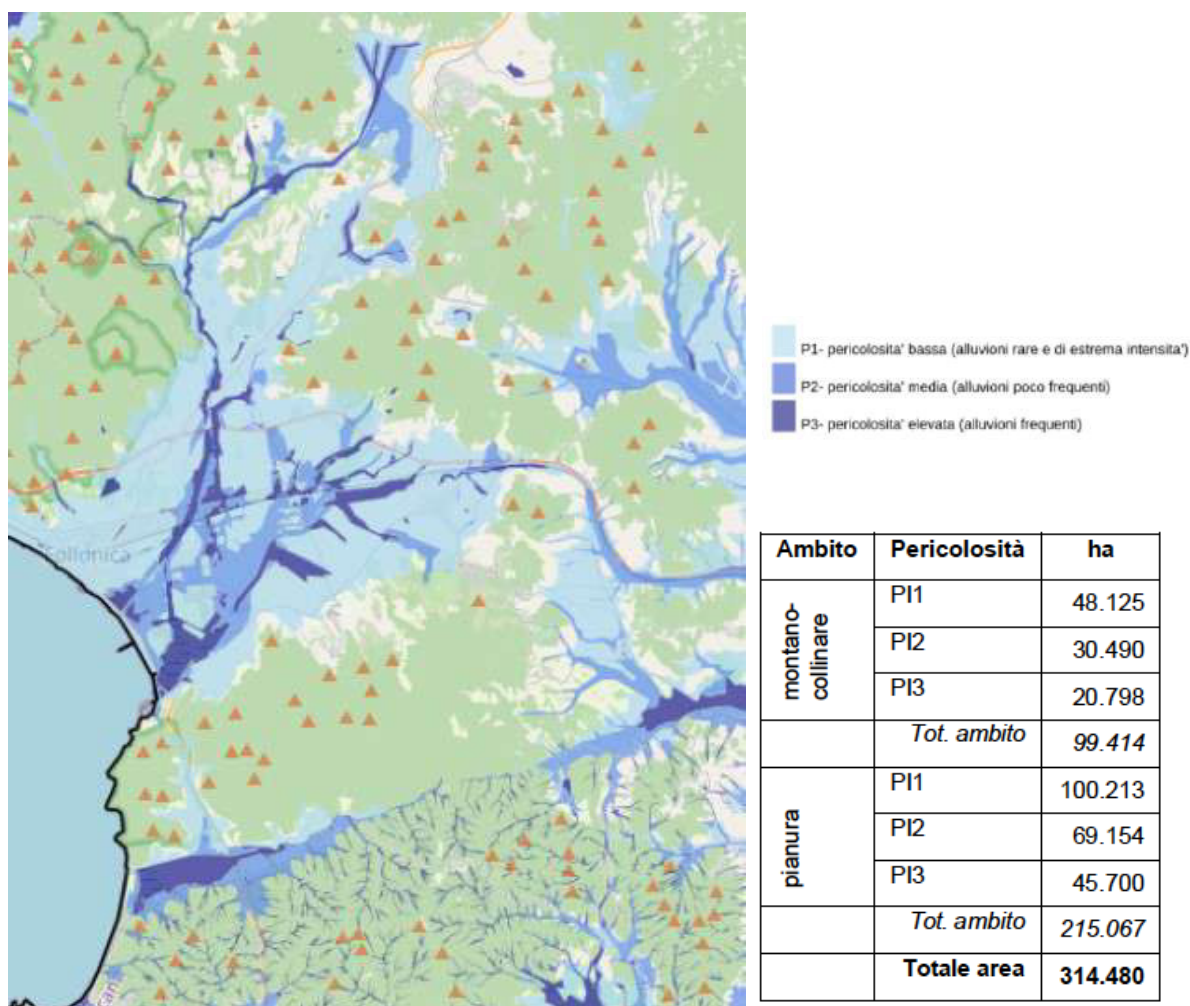 Follonica
P1- pericolosita' bassa (alluvioni rare e di estrema intensita')
P2- pericolosita' media (alluvioni poco frequenti)
P3- pericolosita' elevata (alluvioni frequenti)
Ambito Pericolosità ha
montano-
collinare
PI1 48.125
PI2 30.490
PI3 20.798
Tot. ambito 99.414
pianura
PI1 100.213
PI2 69.154
PI3 45.700
Tot. ambito 215.067
Totale area 314.480